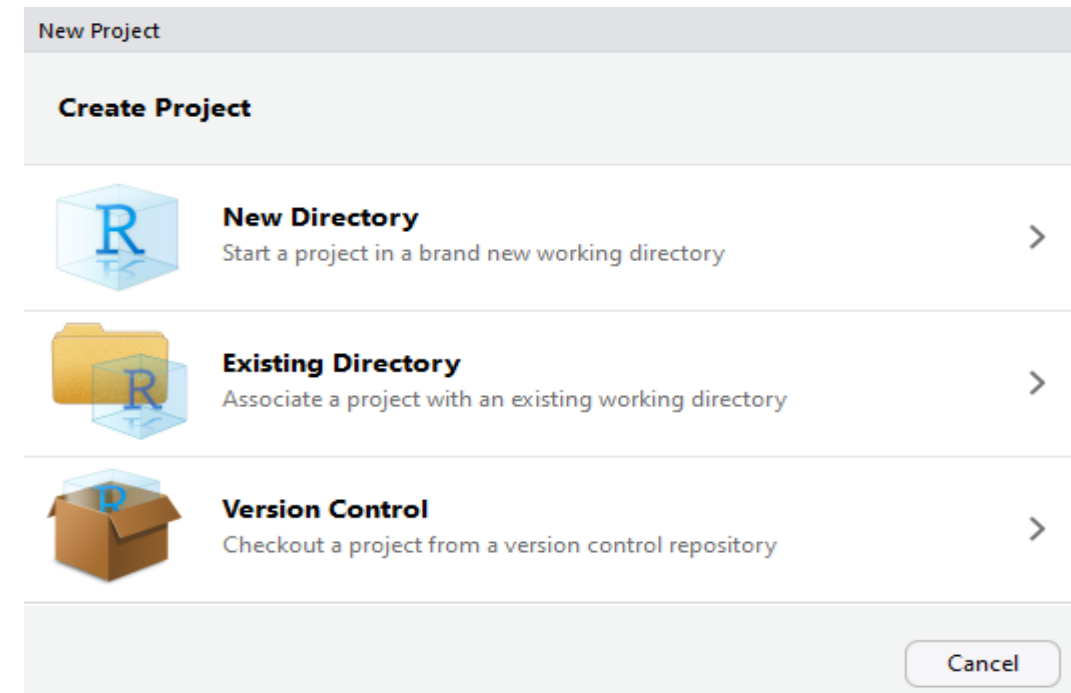 New Project
Create Project
R
New Directory
Start a project in a brand new working directory
R
Existing Directory
Associate a project with an existing working directory
R
Version Control
Checkout a project from a version control repository
Cancel